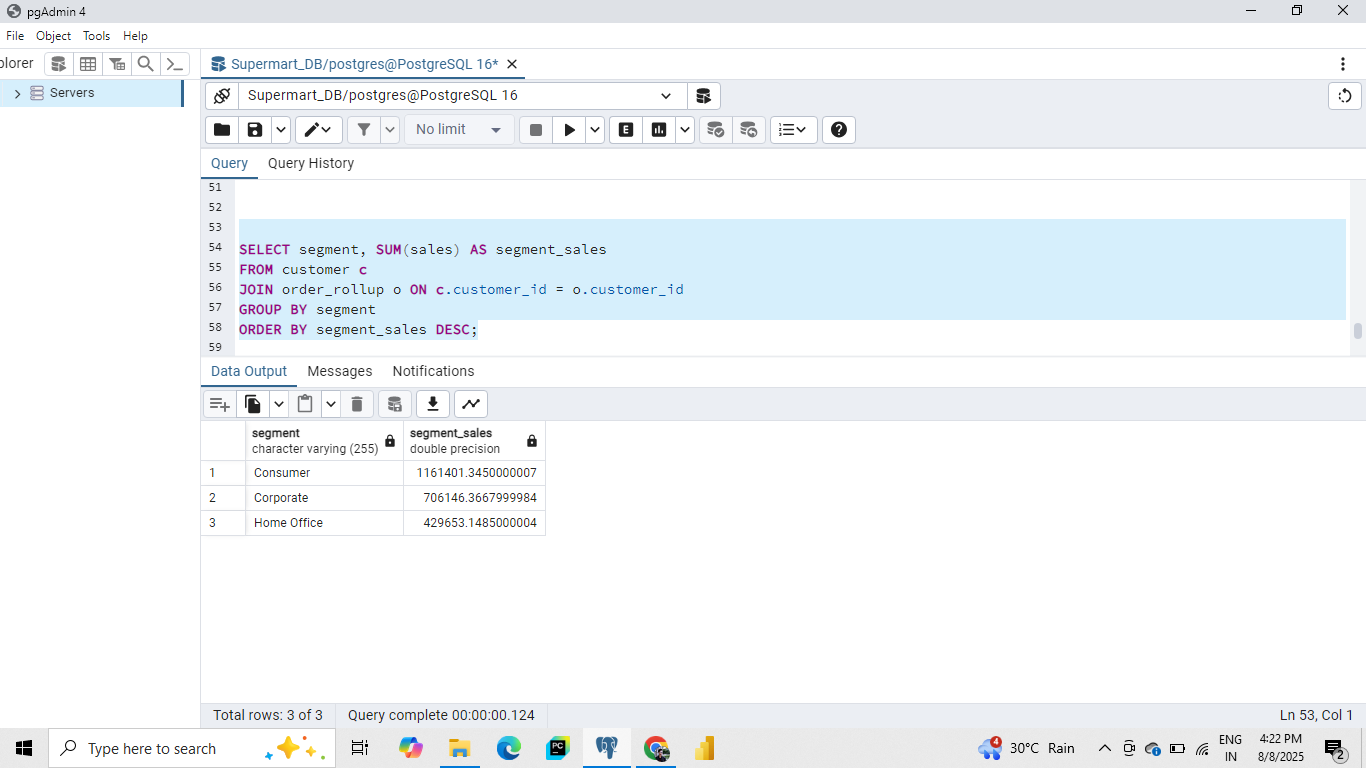 pgAdmin 4
File Object Tools Help
plorer
Supermart_DB/postgres@PostgreSQL 16*
Servers
Supermart_DB/postgres@PostgreSQL 16
No limit
E
Query Query History
51
52
53
54 SELECT segment, SUM(sales) AS segment_sales
55 FROM customer c
56 JOIN order_rollup o ON c.customer_id = o.customer_id
57 GROUP BY segment
58 ORDER BY segment_sales DESC;
59
Data Output Messages Notifications
segment segment_sales
character varying (255) double precision
1 Consumer 1161401.3450000007
2 Corporate 706146.3667999984
3 Home Office 429653.1485000004
Total rows: 3 of 3 Query complete 00:00:00.124 Ln 53, Col 1
Type here to search
PC
4
30°C Rain
ENG
IN
4:22 PM
8/8/2025
2